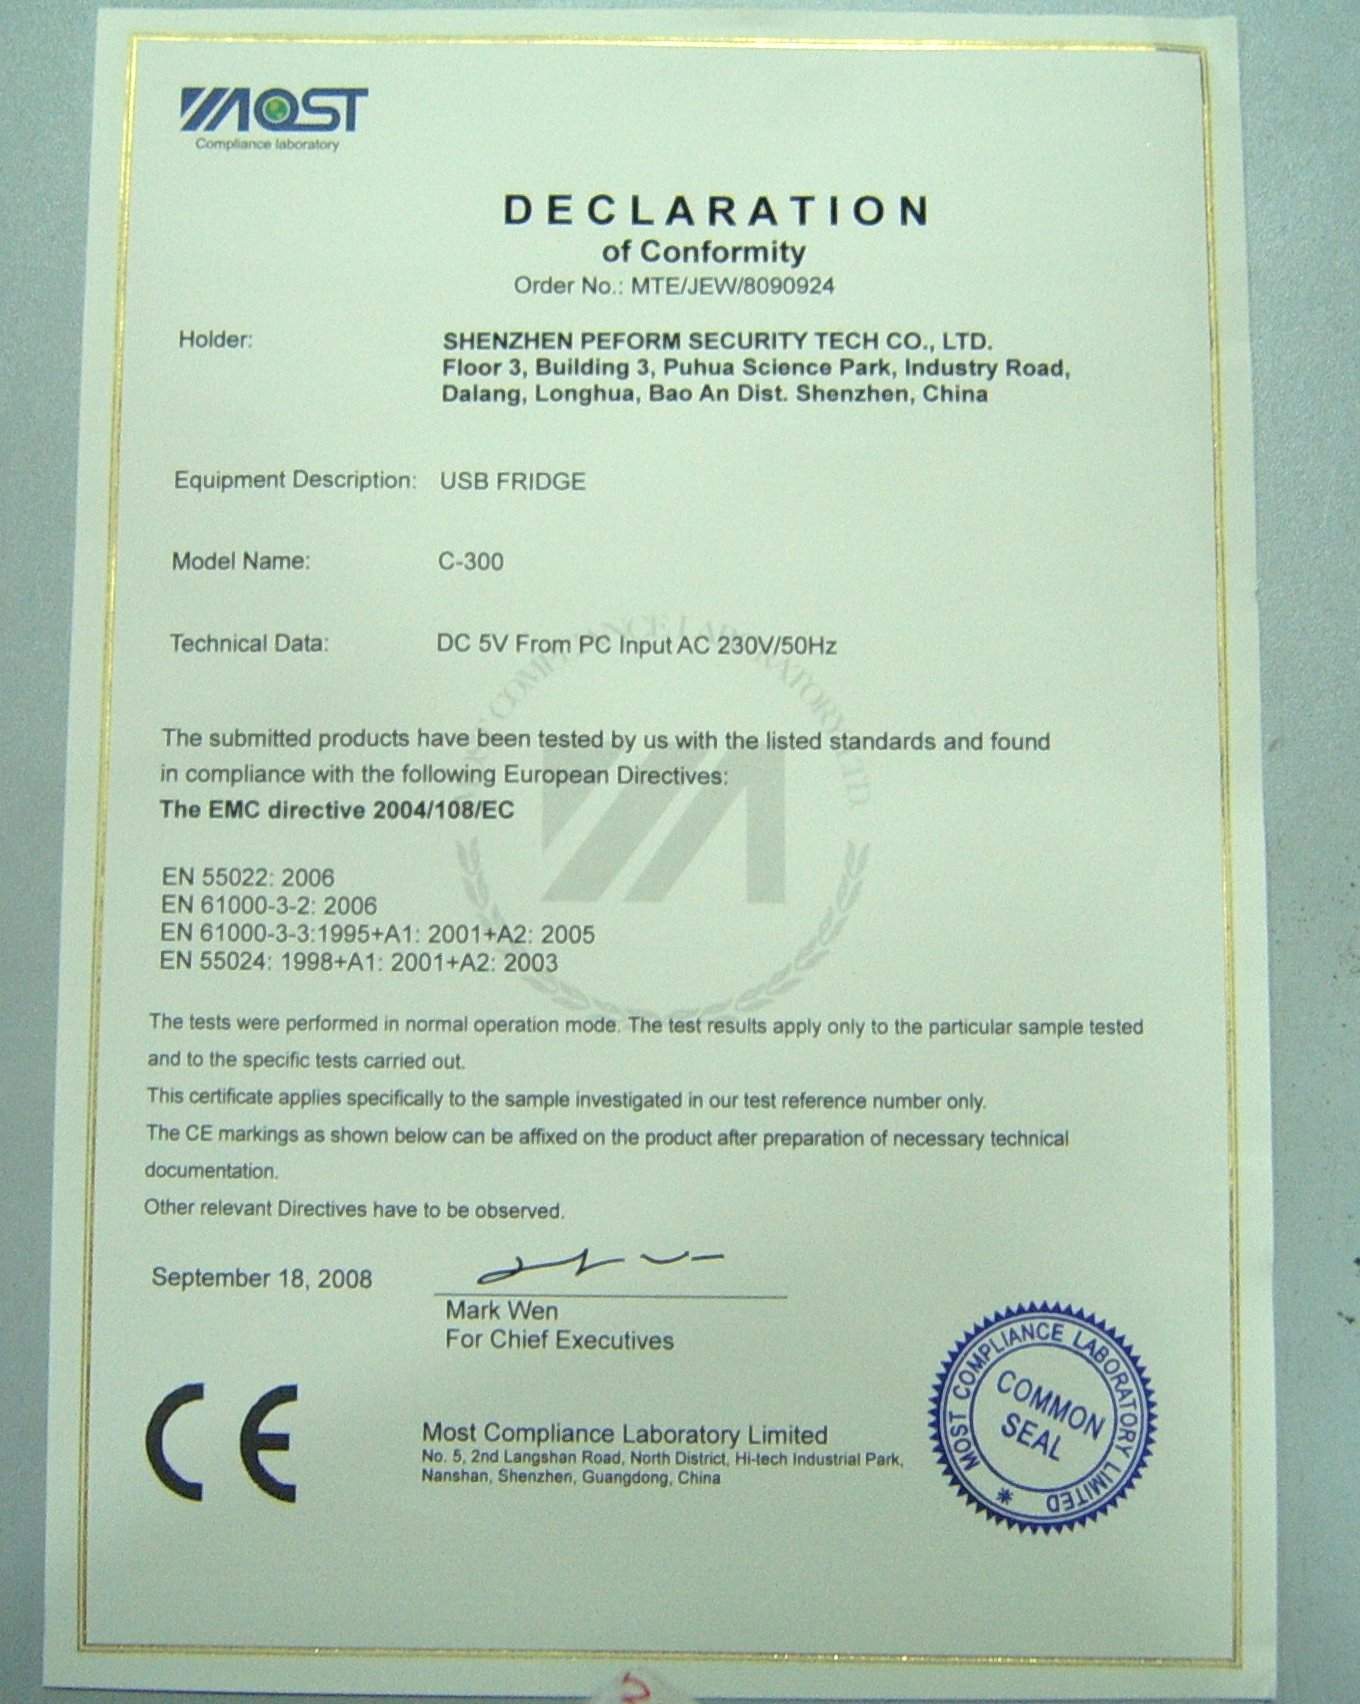 MOST
Compliance laboratory
DECLARATION
of Conformity
Order No.: MTE/JEW/8090924
Holder: SHENZHEN PEFORM SECURITY TECH CO., LTD.
Floor 3, Building 3, Puhua Science Park, Industry Road,
Dalang, Longhua, Bao An Dist. Shenzhen, China
Equipment Description: USB FRIDGE
Model Name: C-300
Technical Data: DC 5V From PC Input AC 230V/50Hz
The submitted products have been tested by us with the listed standards and found
in compliance with the following European Directives:
The EMC directive 2004/108/EC
EN 55022: 2006
EN 61000-3-2: 2006
EN 61000-3-3:1995+A1: 2001+A2: 2005
EN 55024: 1998+A1: 2001+A2: 2003
The tests were performed in normal operation mode. The test results apply only to the particular sample tested
and to the specific tests carried out.
This certificate applies specifically to the sample investigated in our test reference number only.
The CE markings as shown below can be affixed on the product after preparation of necessary technical
documentation.
Other relevant Directives have to be observed.
September 18, 2008
Mark Wen
For Chief Executives
CE
Most Compliance Laboratory Limited
No. 5, 2nd Langshan Road, North District, Hi-tech Industrial Park,
Nanshan, Shenzhen, Guangdong, China
MOST COMPLIANCE LABORATORY LIMITED
COMMON
SEAL